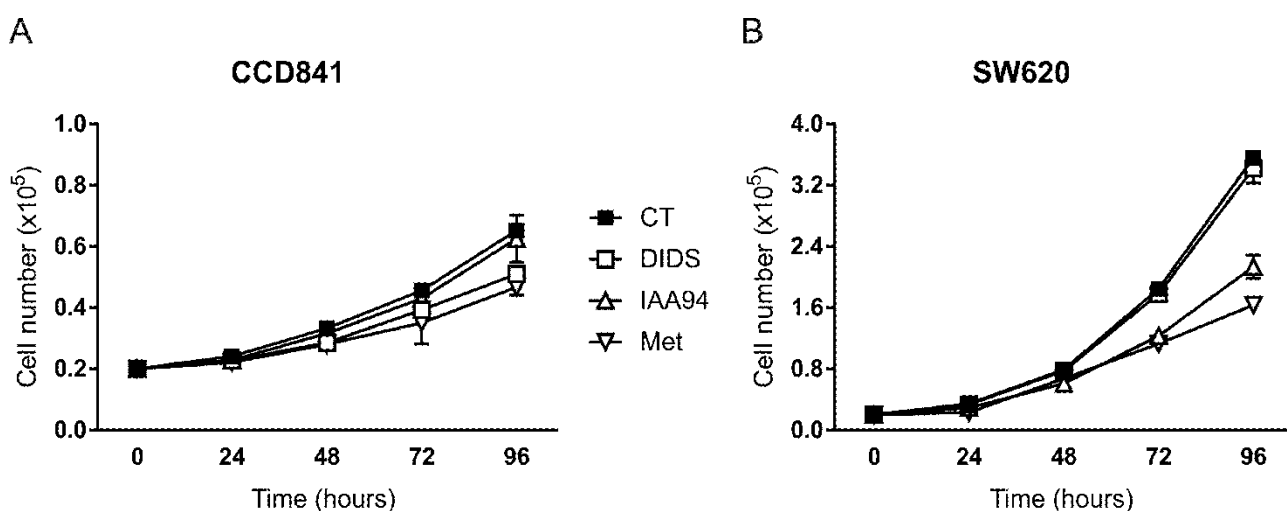 A
CCD841
Cell number (x10⁵)
1.0
0.8
0.6
0.4
0.2
0.0
0 24 48 72 96
Time (hours)
CT
DIDS
IAA94
Met
B
SW620
Cell number (x10⁵)
4.0
3.2
2.4
1.6
0.8
0.0
0 24 48 72 96
Time (hours)